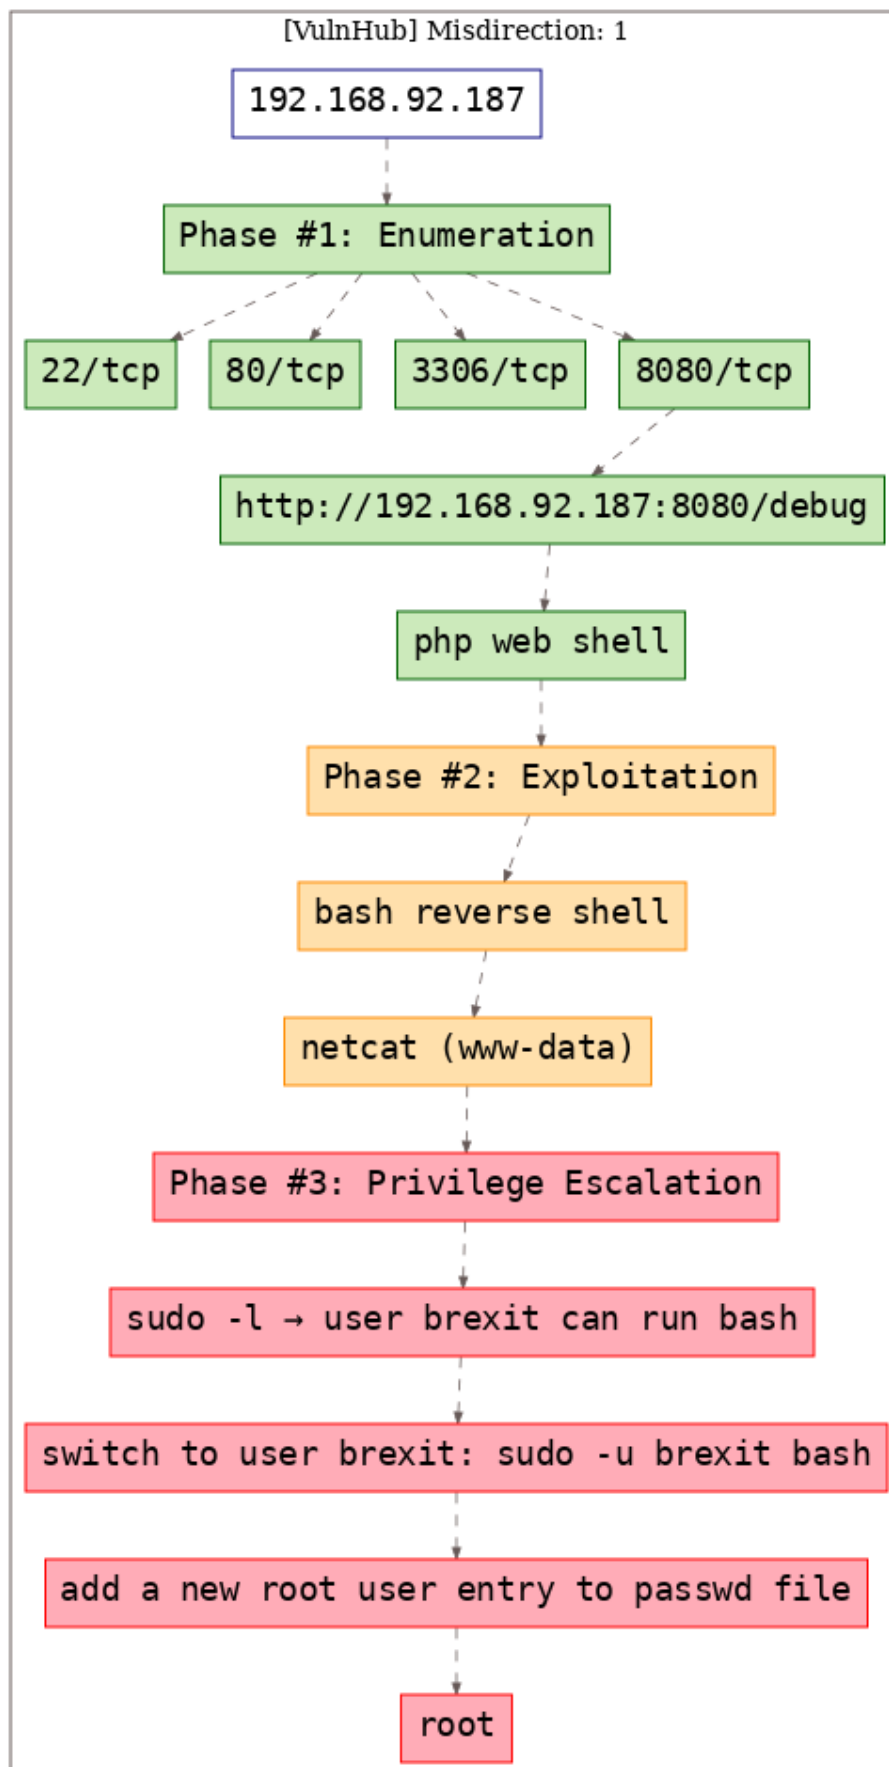 [VulnHub] Misdirection: 1
192.168.92.187
Phase #1: Enumeration
22/tcp
80/tcp
3306/tcp
8080/tcp
http://192.168.92.187:8080/debug
php web shell
Phase #2: Exploitation
bash reverse shell
netcat (www-data)
Phase #3: Privilege Escalation
sudo -l → user brexit can run bash
switch to user brexit: sudo -u brexit bash
add a new root user entry to passwd file
root